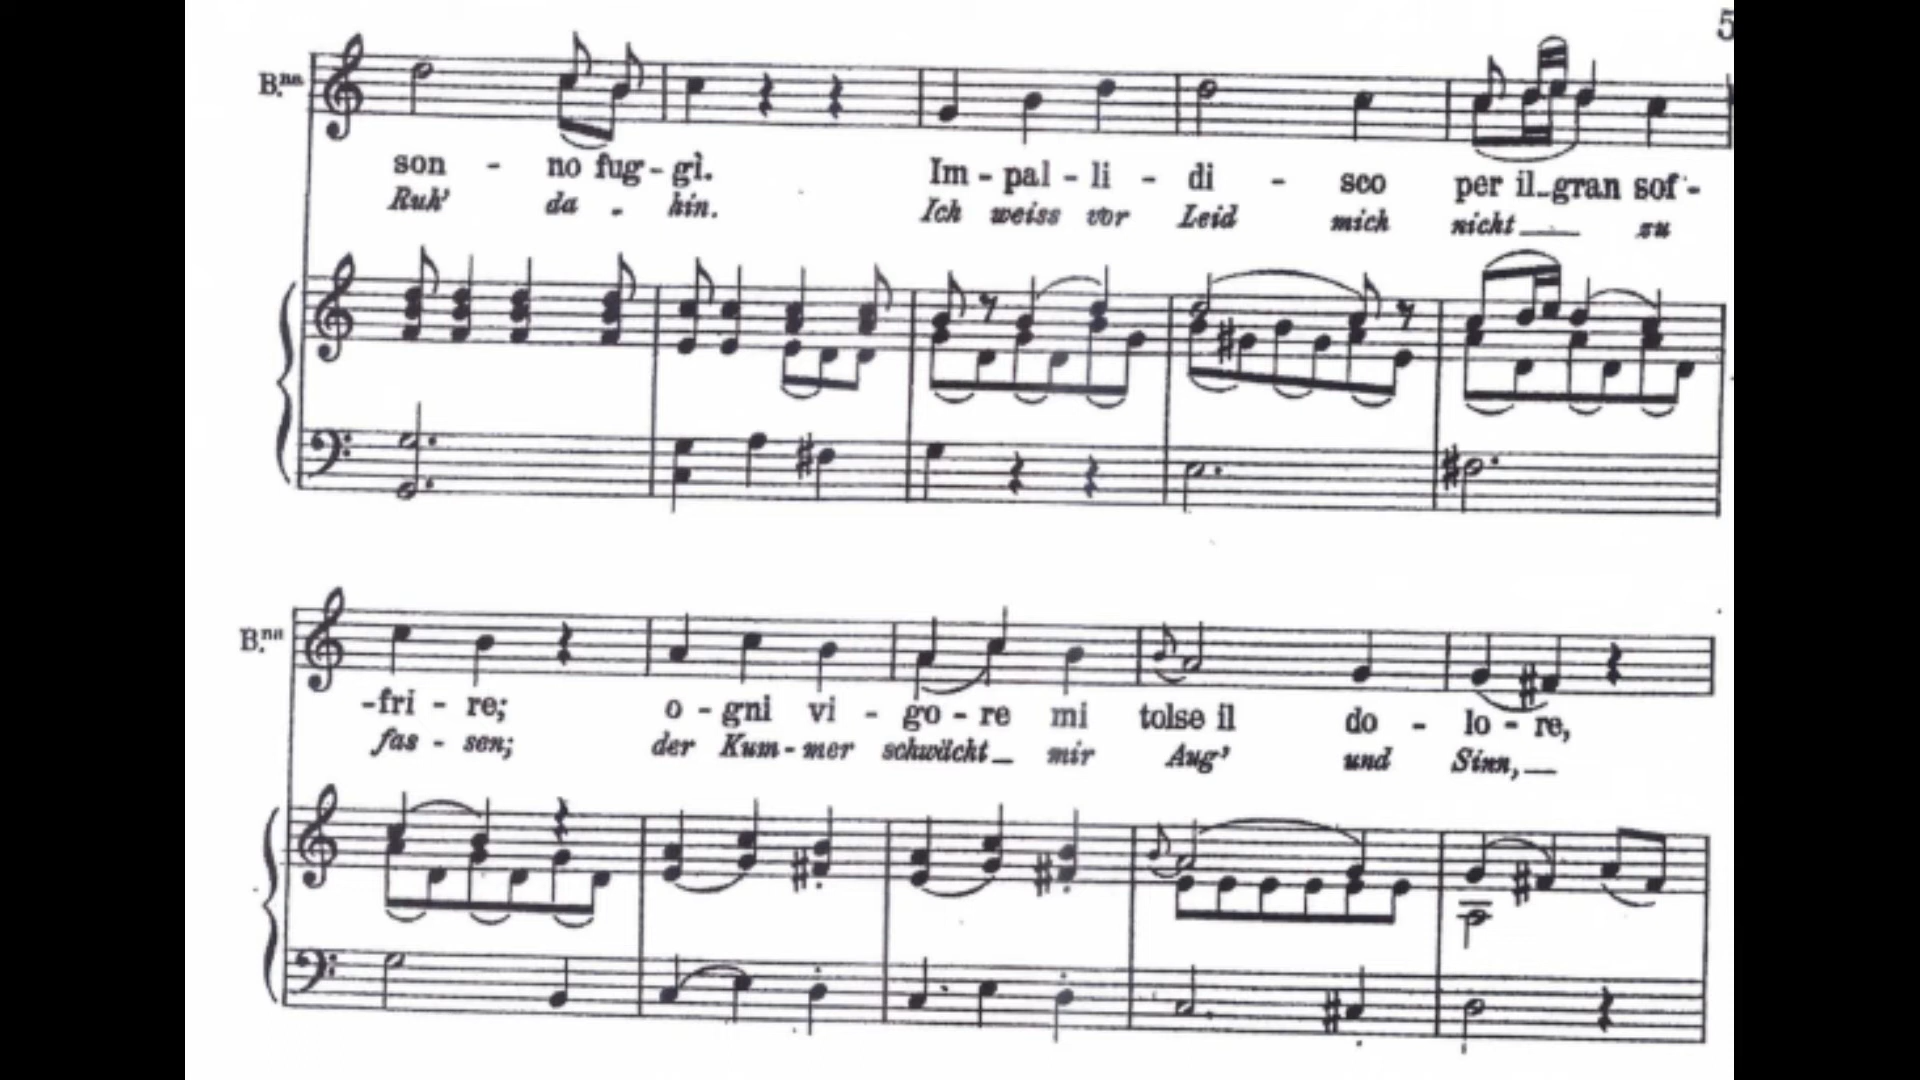 5
B.na
son - no fug - gì. Im - pal - li - di - sco per il gran sof -
Ruh' da - hin. Ich weiss vor Leid mich nicht zu
B.na
-fri - re; o - gni vi - go - re mi tolse il do - lo - re,
fas - sen; der Kum - mer schwächt mir Aug' und Sinn,